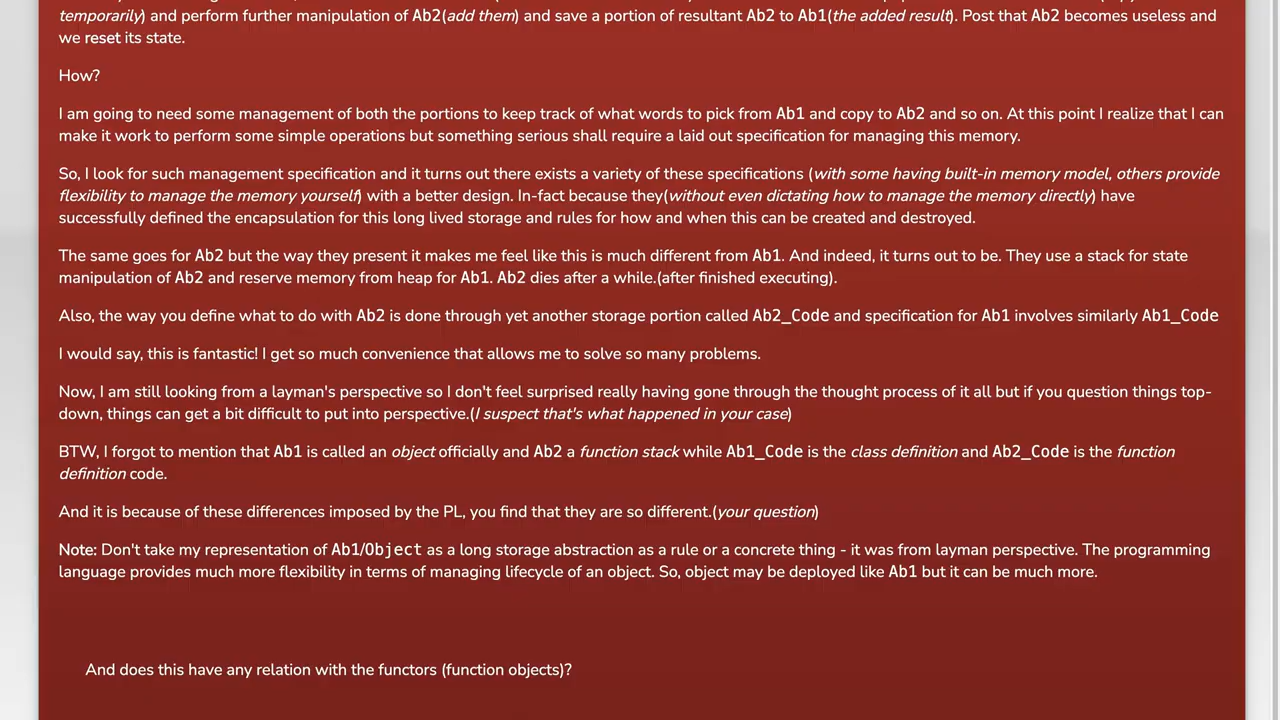 temporarily) and perform further manipulation of Ab2(add them) and save a portion of resultant Ab2 to Ab1(the added result). Post that Ab2 becomes useless and
we reset its state.
How?
I am going to need some management of both the portions to keep track of what words to pick from Ab1 and copy to Ab2 and so on. At this point I realize that I can
make it work to perform some simple operations but something serious shall require a laid out specification for managing this memory.
So, I look for such management specification and it turns out there exists a variety of these specifications (with some having built-in memory model, others provide
flexibility to manage the memory yourself) with a better design. In-fact because they(without even dictating how to manage the memory directly) have
successfully defined the encapsulation for this long lived storage and rules for how and when this can be created and destroyed.
The same goes for Ab2 but the way they present it makes me feel like this is much different from Ab1. And indeed, it turns out to be. They use a stack for state
manipulation of Ab2 and reserve memory from heap for Ab1. Ab2 dies after a while.(after finished executing).
Also, the way you define what to do with Ab2 is done through yet another storage portion called Ab2_Code and specification for Ab1 involves similarly Ab1_Code
I would say, this is fantastic! I get so much convenience that allows me to solve so many problems.
Now, I am still looking from a layman's perspective so I don't feel surprised really having gone through the thought process of it all but if you question things top-
down, things can get a bit difficult to put into perspective.(I suspect that's what happened in your case)
BTW, I forgot to mention that Ab1 is called an object officially and Ab2 a function stack while Ab1_Code is the class definition and Ab2_Code is the function
definition code.
And it is because of these differences imposed by the PL, you find that they are so different.(your question)
Note: Don't take my representation of Ab1/Object as a long storage abstraction as a rule or a concrete thing - it was from layman perspective. The programming
language provides much more flexibility in terms of managing lifecycle of an object. So, object may be deployed like Ab1 but it can be much more.
And does this have any relation with the functors (function objects)?